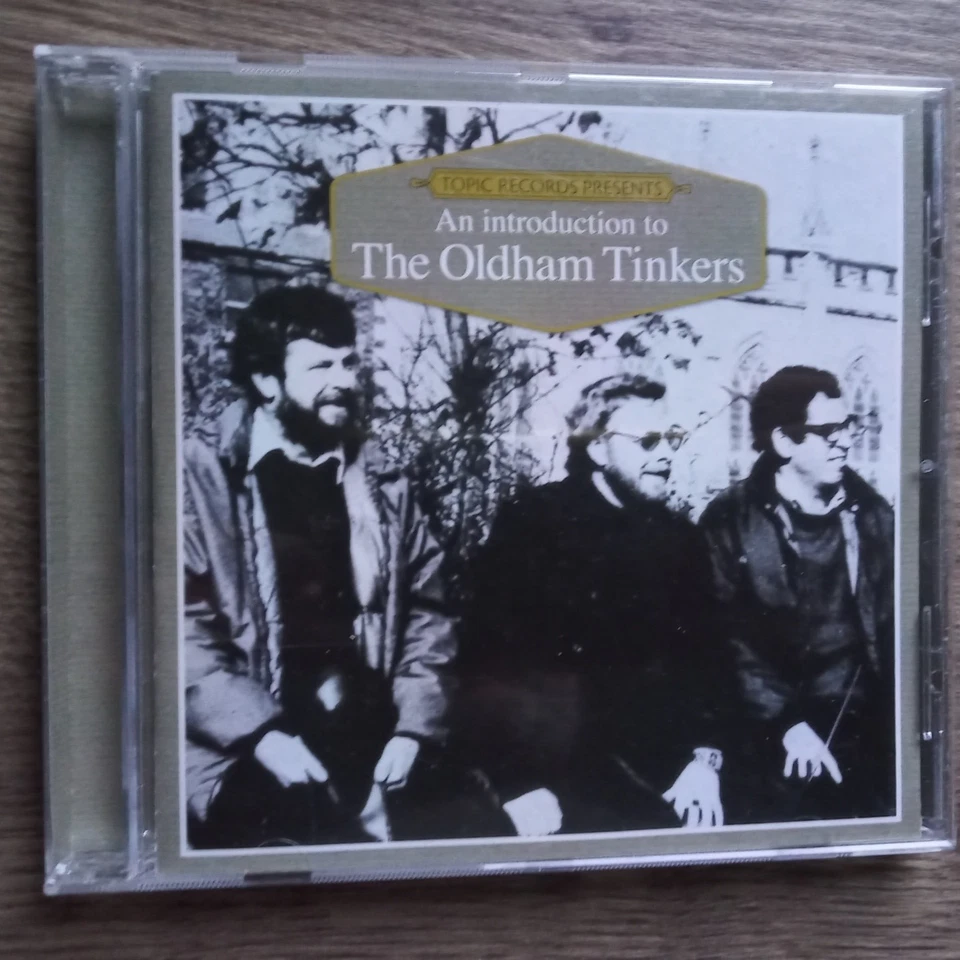 TOPIC RECORDS PRESENTS
An introduction to
The Oldham Tinkers